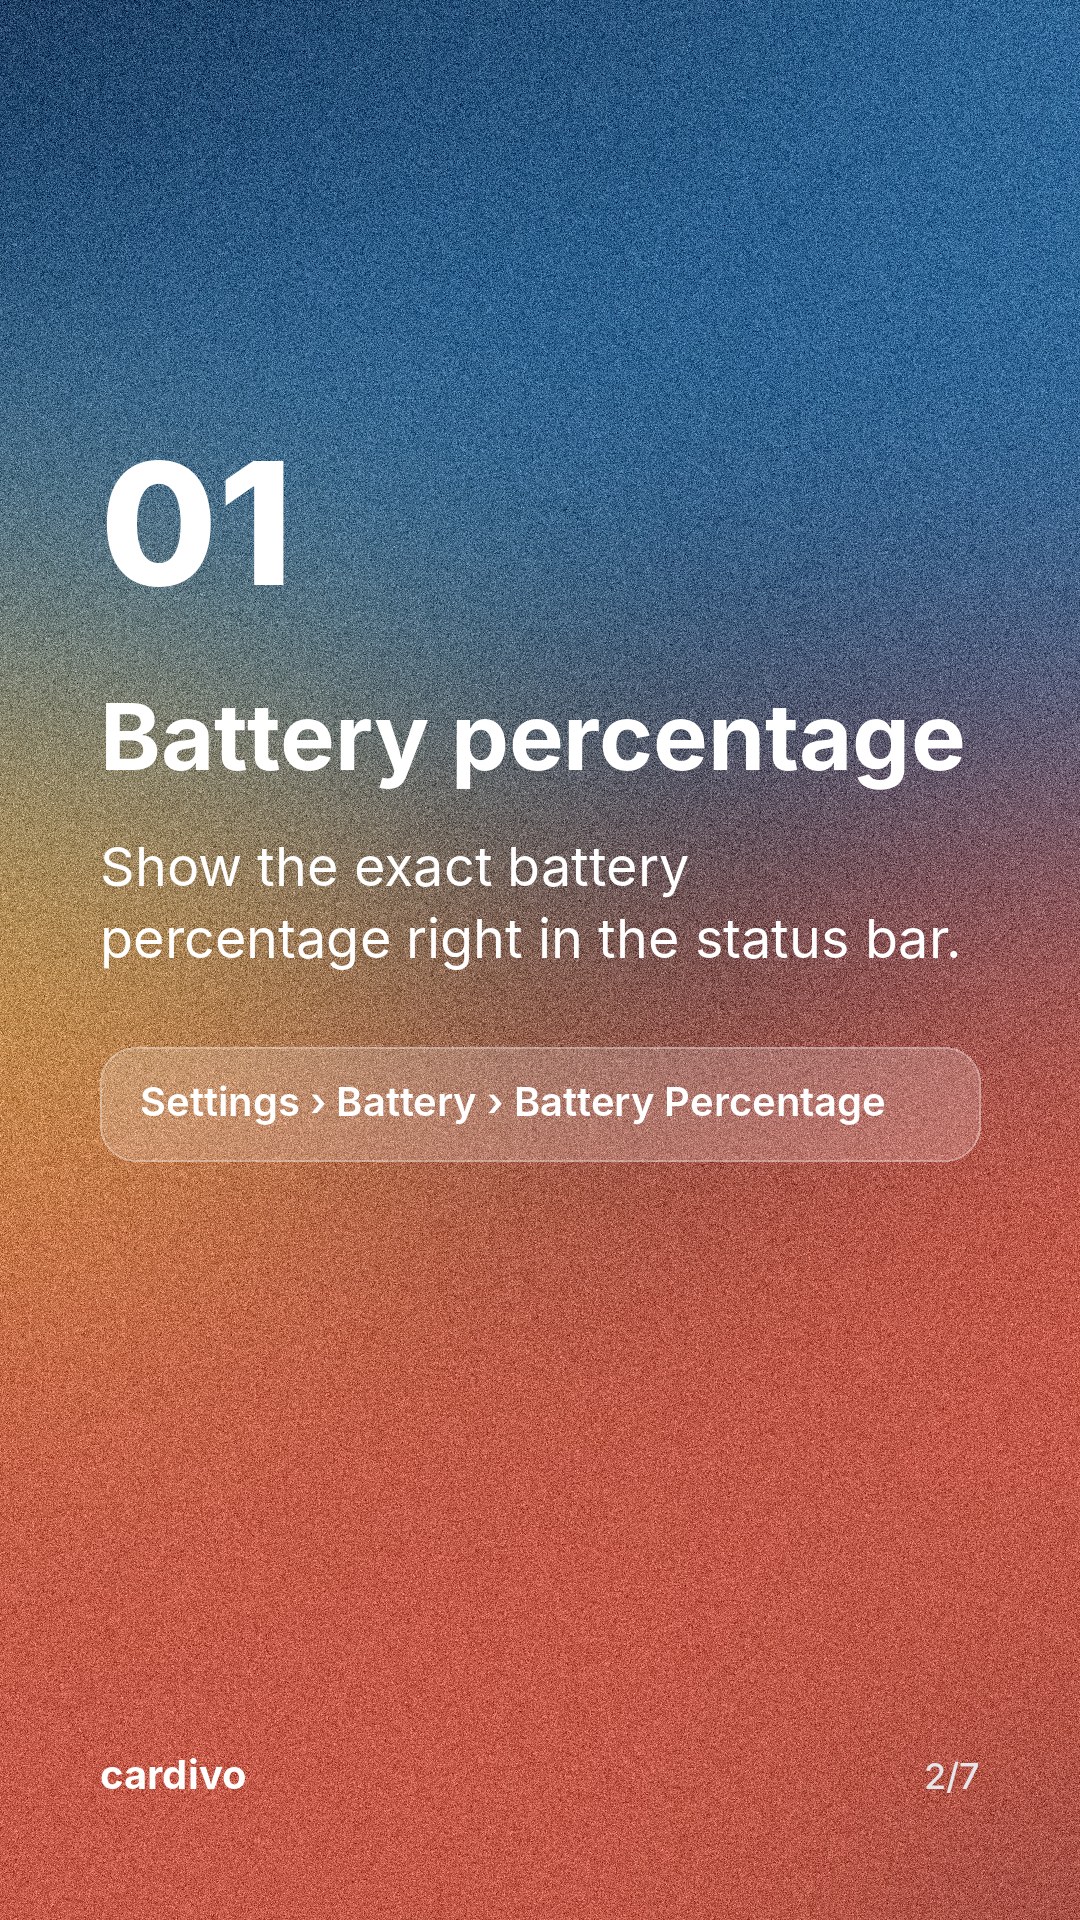 01
Battery percentage
Show the exact battery
percentage right in the status bar.
Settings › Battery › Battery Percentage
cardivo
2/7